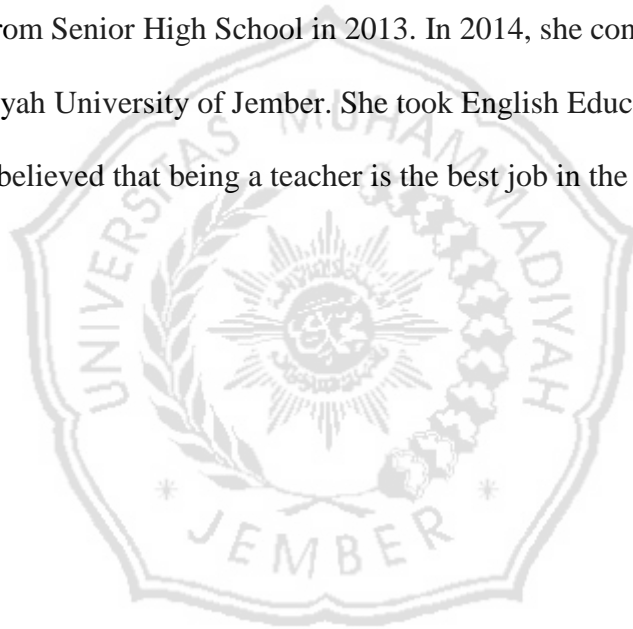 rom Senior High School in 2013. In 2014, she con
yah University of Jember. She took English Educ
believed that being a teacher is the best job in the
UNIVERSITAS MUHAMMADIYAH
JEMBER